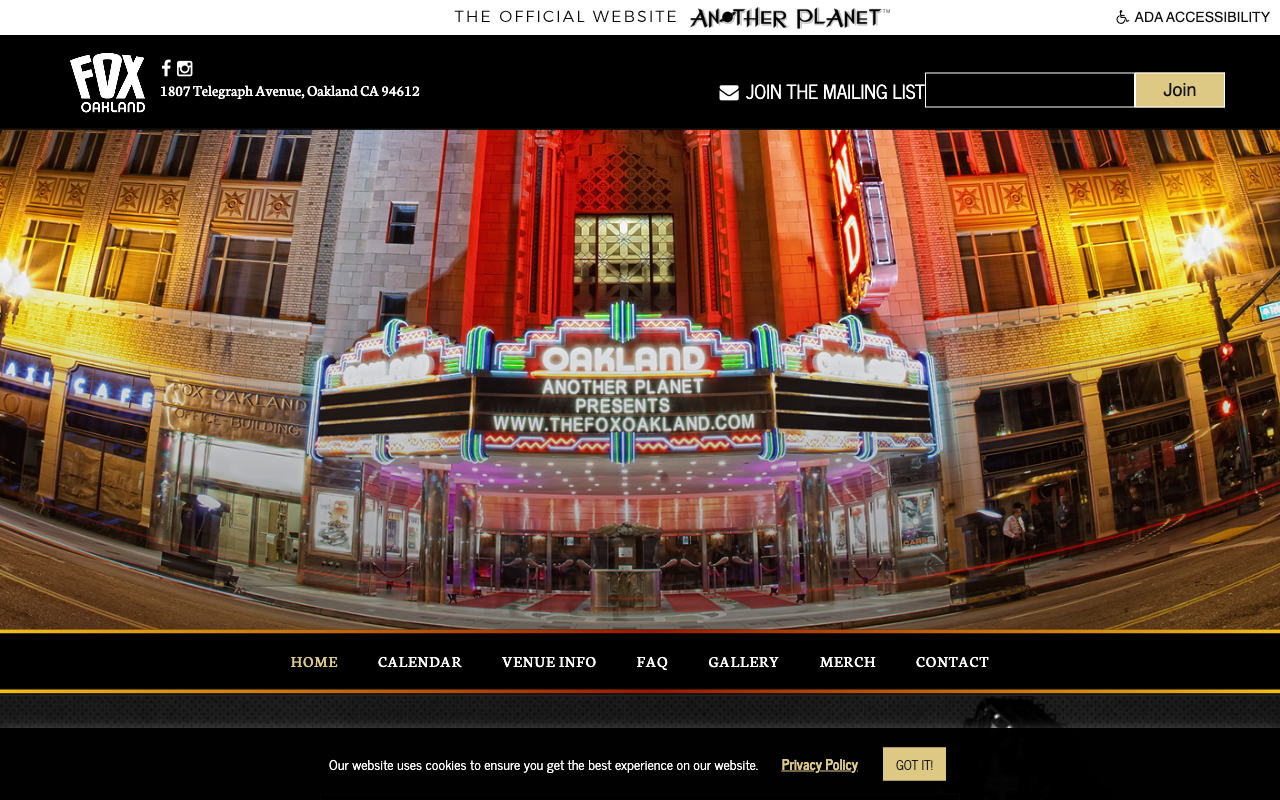 THE OFFICIAL WEBSITE ANOTHER PLANET™
ADA ACCESSIBILITY
FOX
OAKLAND
1807 Telegraph Avenue, Oakland CA 94612
JOIN THE MAILING LIST
Join
ND
OAKLAND
OAKLAND
OAKLAND
ANOTHER PLANET
PRESENTS
WWW.THEFOXOAKLAND.COM
CAFE
FOX OAKLAND
OFFICE BUILDING
HOME
CALENDAR
VENUE INFO
FAQ
GALLERY
MERCH
CONTACT
Our website uses cookies to ensure you get the best experience on our website.
Privacy Policy
GOT IT!